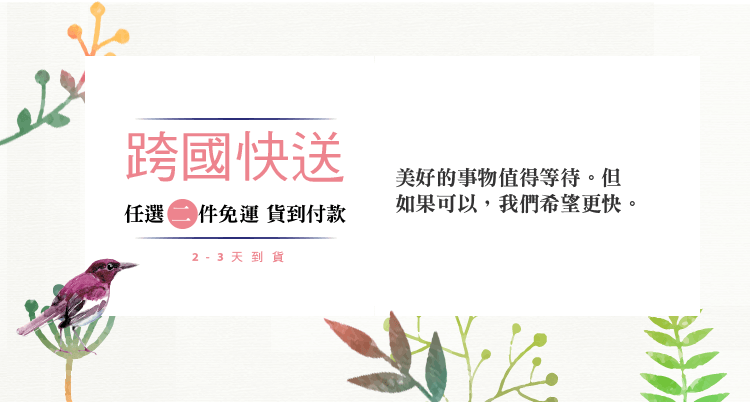 跨國快送
任選二件免運 貨到付款
2-3天到貨
美好的事物值得等待。但
如果可以，我們希望更快。